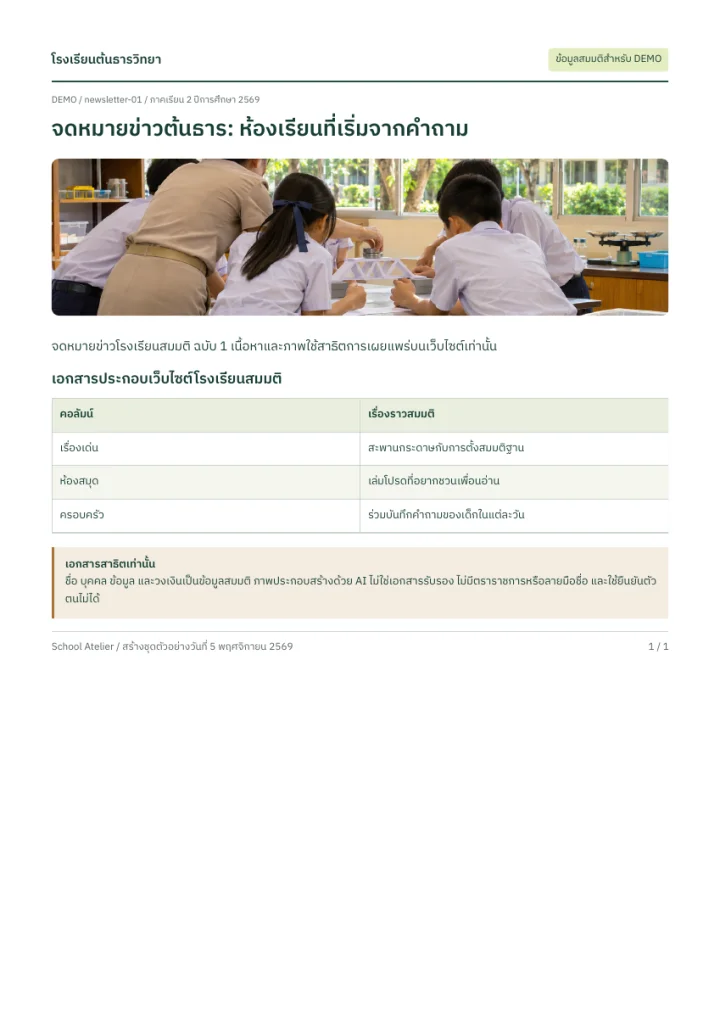 โรงเรียนต้นธารวิทยา
ข้อมูลสมมติสำหรับ DEMO
DEMO / newsletter-01 / ภาคเรียน 2 ปีการศึกษา 2569
จดหมายข่าวต้นธาร: ห้องเรียนที่เริ่มจากคำถาม
จดหมายข่าวโรงเรียนสมมติ ฉบับ 1 เนื้อหาและภาพใช้สาธิตการเผยแพร่บนเว็บไซต์เท่านั้น
เอกสารประกอบเว็บไซต์โรงเรียนสมมติ
คอลัมน์ เรื่องราวสมมติ
เรื่องเด่น สะพานกระดาษกับการตั้งสมมติฐาน
ห้องสมุด เล่มโปรดที่อยากชวนเพื่อนอ่าน
ครอบครัว ร่วมบันทึกคำถามของเด็กในแต่ละวัน
เอกสารสาธิตเท่านั้น
ชื่อ บุคคล ข้อมูล และวงเงินเป็นข้อมูลสมมติ ภาพประกอบสร้างด้วย AI ไม่ใช่เอกสารรับรอง ไม่มีตราราชการหรือลายมือชื่อ และใช้ยืนยันตัว
ตนไม่ได้
School Atelier / สร้างชุดตัวอย่างวันที่ 5 พฤศจิกายน 2569
1 / 1